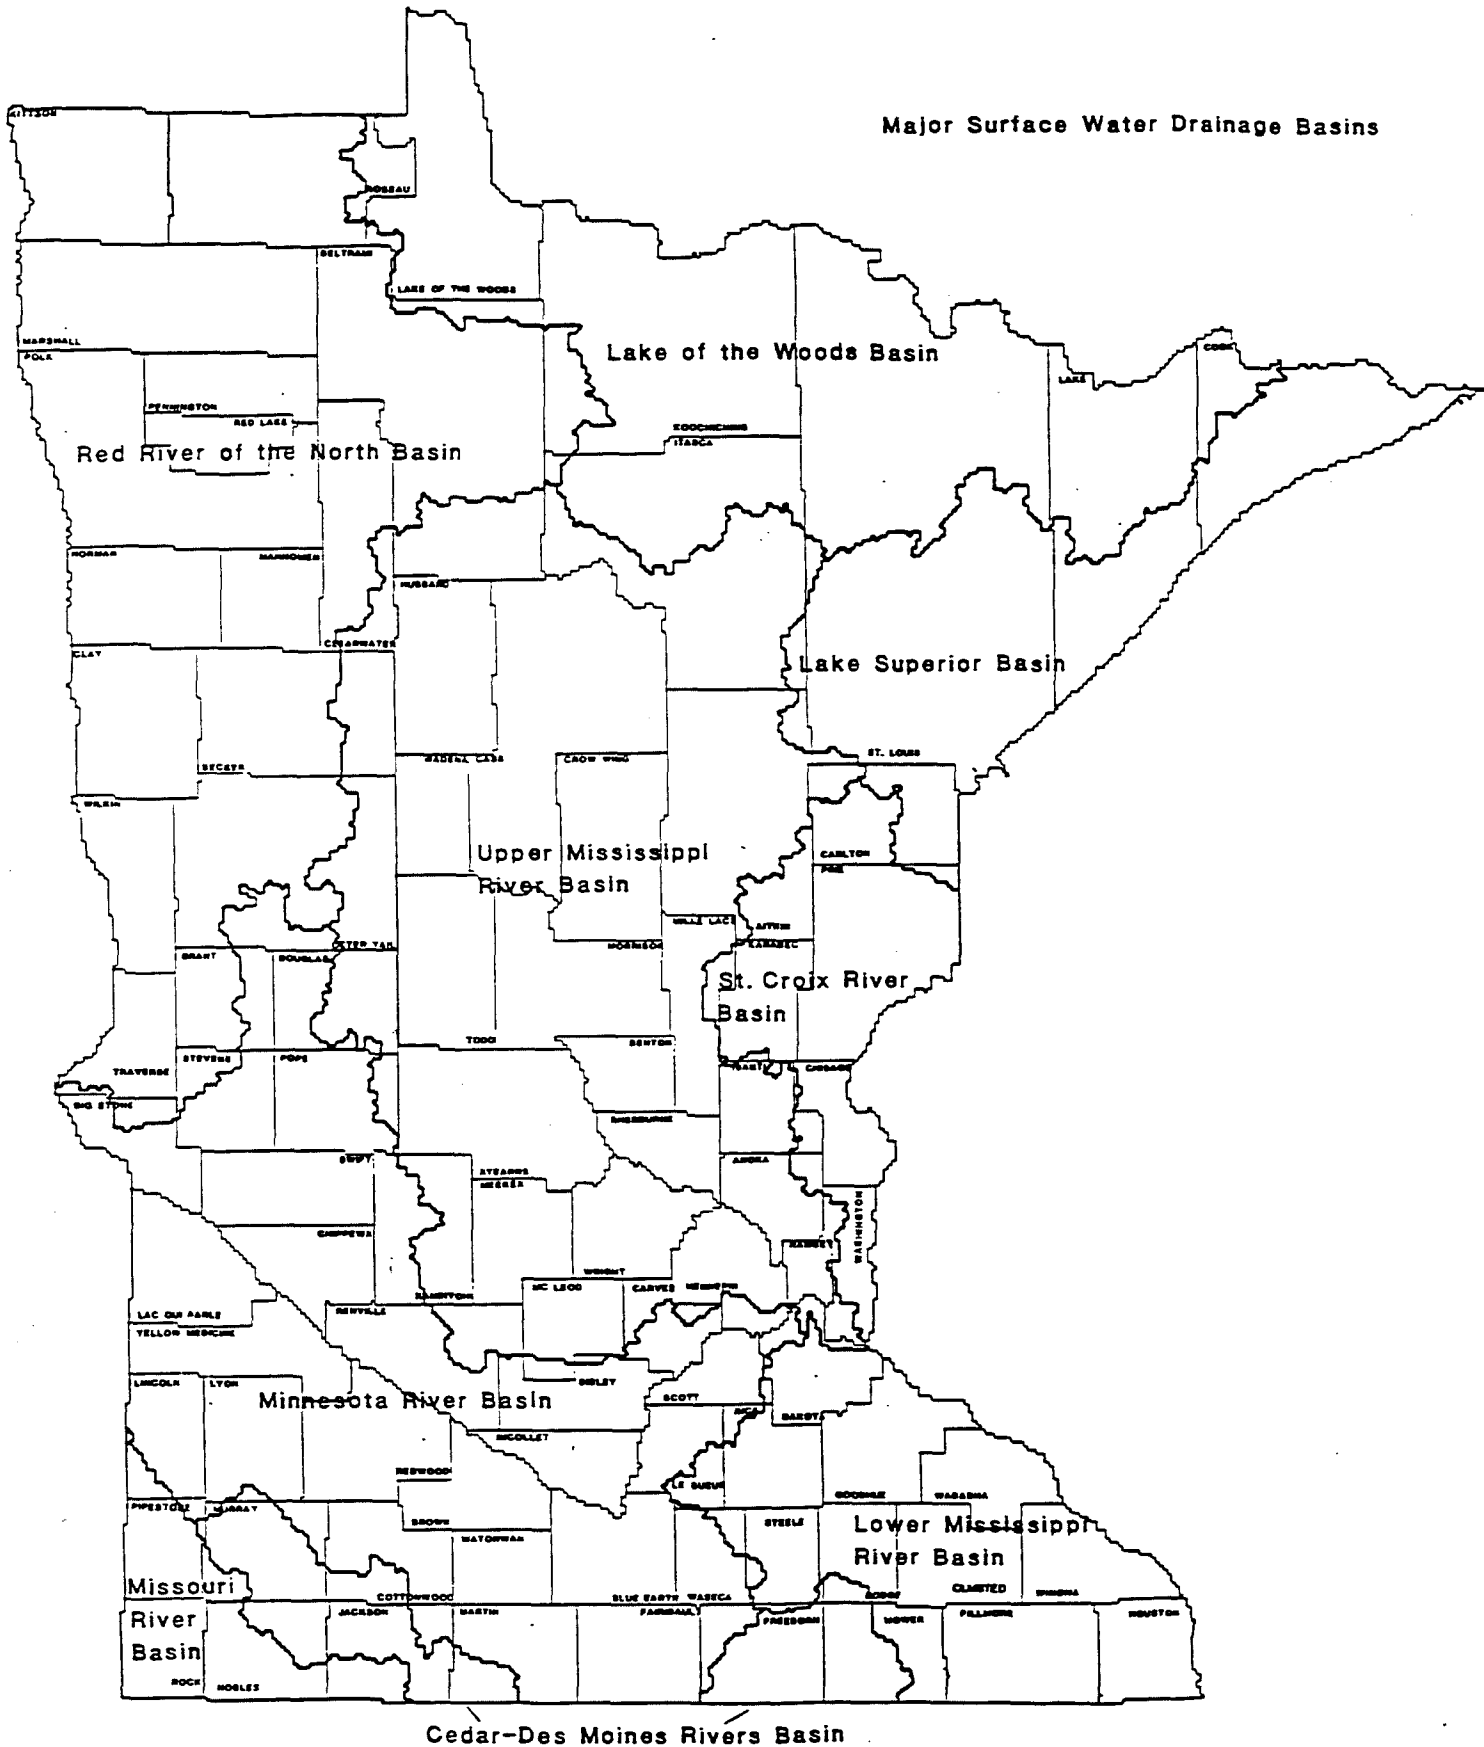 Major Surface Water Drainage Basins
KITTSON
ROSEAU
BELTRAMI
LAKE OF THE WOODS
MARSHALL
POLK
Lake of the Woods Basin
COOK
LAKE
PENNINGTON
RED LAKE
KOOCHICHING
ITASCA
Red River of the North Basin
NORMAN
MAHNOMEN
HUBBARD
CLEARWATER
CLAY
Lake Superior Basin
BECKER
WADENA CASS
CROW WING
ST. LOUIS
WILKIN
Upper Mississippi
River Basin
CARLTON
PINE
MILLE LACS
AITKIN
MORRISON
KANABEC
GRANT
DOUGLAS
OTTER TAIL
St. Croix River
Basin
TODD
BENTON
STEVENS
POPE
TRAVERSE
ISANTI
CHISAGO
BIG STONE
SHERBURNE
SWIFT
STEARNS
MEEKER
ANOKA
WASHINGTON
CHIPPEWA
RAMSEY
WRIGHT
MC LEOD
CARVER
HENNEPIN
KANDIYOHI
RENVILLE
LAC QUI PARLE
YELLOW MEDICINE
LINCOLN
LYON
SIBLEY
Minnesota River Basin
SCOTT
RICE
DAKOTA
NICOLLET
REDWOOD
LE SUEUR
PIPESTONE
MURRAY
GOODHUE
WABASHA
BROWN
STEELE
WATONWAN
Lower Mississippi
River Basin
Missouri
River
Basin
COTTONWOOD
BLUE EARTH
WASECA
DODGE
OLMSTED
WINONA
JACKSON
MARTIN
FARIBAULT
FREEBORN
MOWER
FILLMORE
HOUSTON
ROCK
NOBLES
Cedar-Des Moines Rivers Basin